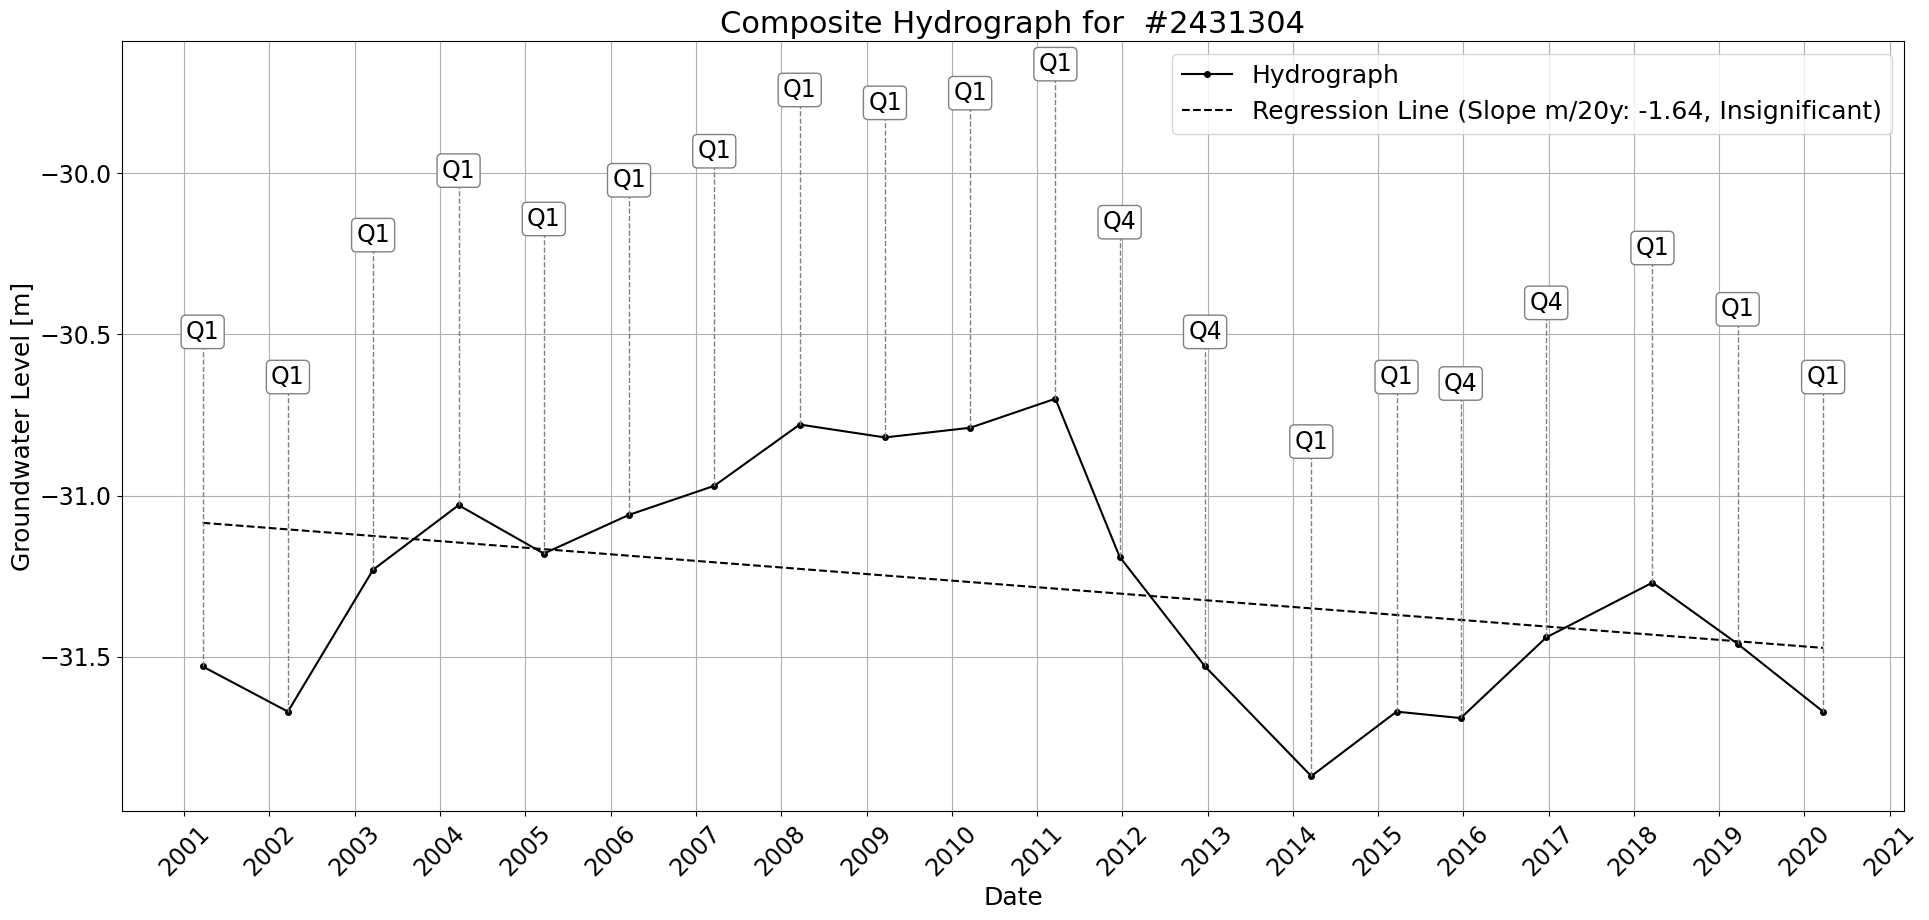 Composite Hydrograph for  #2431304
Hydrograph
Regression Line (Slope m/20y: -1.64, Insignificant)
Groundwater Level [m]
−30.0
−30.5
−31.0
−31.5
Q1
Q1
Q1
Q1
Q1
Q1
Q1
Q1
Q1
Q1
Q1
Q4
Q4
Q1
Q1
Q4
Q4
Q1
Q1
Q1
2001
2002
2003
2004
2005
2006
2007
2008
2009
2010
2011
2012
2013
2014
2015
2016
2017
2018
2019
2020
2021
Date